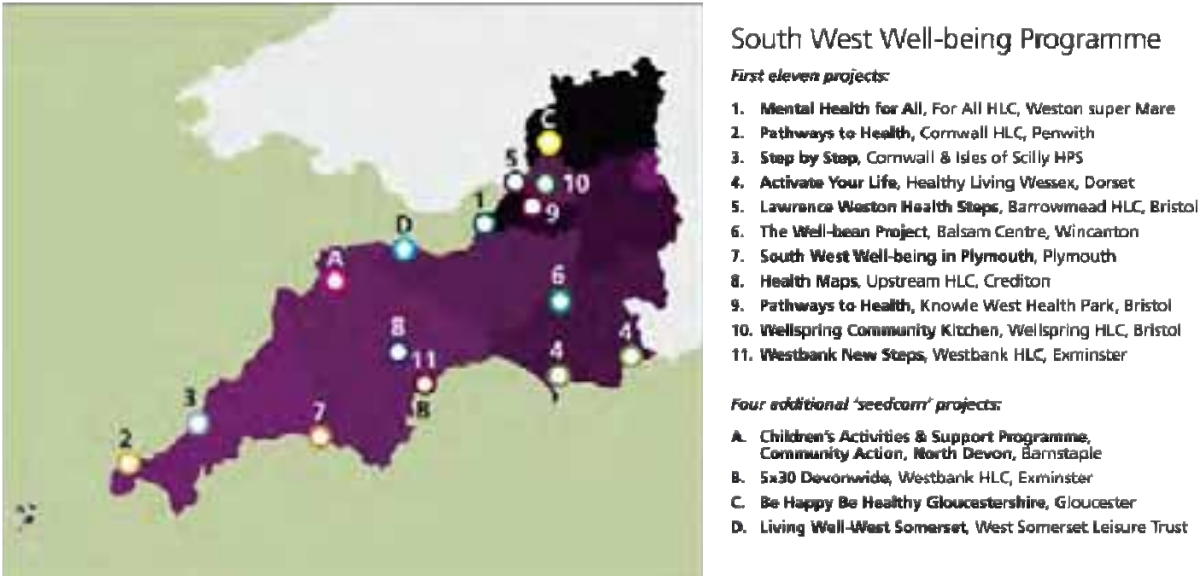 South West Well-being Programme
First eleven projects:
1. Mental Health for All, For All HLC, Weston super Mare
2. Pathways to Health, Cornwall HLC, Penwith
3. Step by Step, Cornwall & Isles of Scilly HPS
4. Activate Your Life, Healthy Living Wessex, Dorset
5. Lawrence Weston Health Steps, Barrowmead HLC, Bristol
6. The Well-bean Project, Balsam Centre, Wincanton
7. South West Well-being in Plymouth, Plymouth
8. Health Maps, Upstream HLC, Crediton
9. Pathways to Health, Knowle West Health Park, Bristol
10. Wellspring Community Kitchen, Wellspring HLC, Bristol
11. Westbank New Steps, Westbank HLC, Exminster
Four additional 'seedcorn' projects:
A. Children's Activities & Support Programme,
Community Action, North Devon, Barnstaple
B. 5x30 Devonwide, Westbank HLC, Exminster
C. Be Happy Be Healthy Gloucestershire, Gloucester
D. Living Well-West Somerset, West Somerset Leisure Trust
C
5
10
9
1
D
A
6
8
4
11
4
B
3
7
2